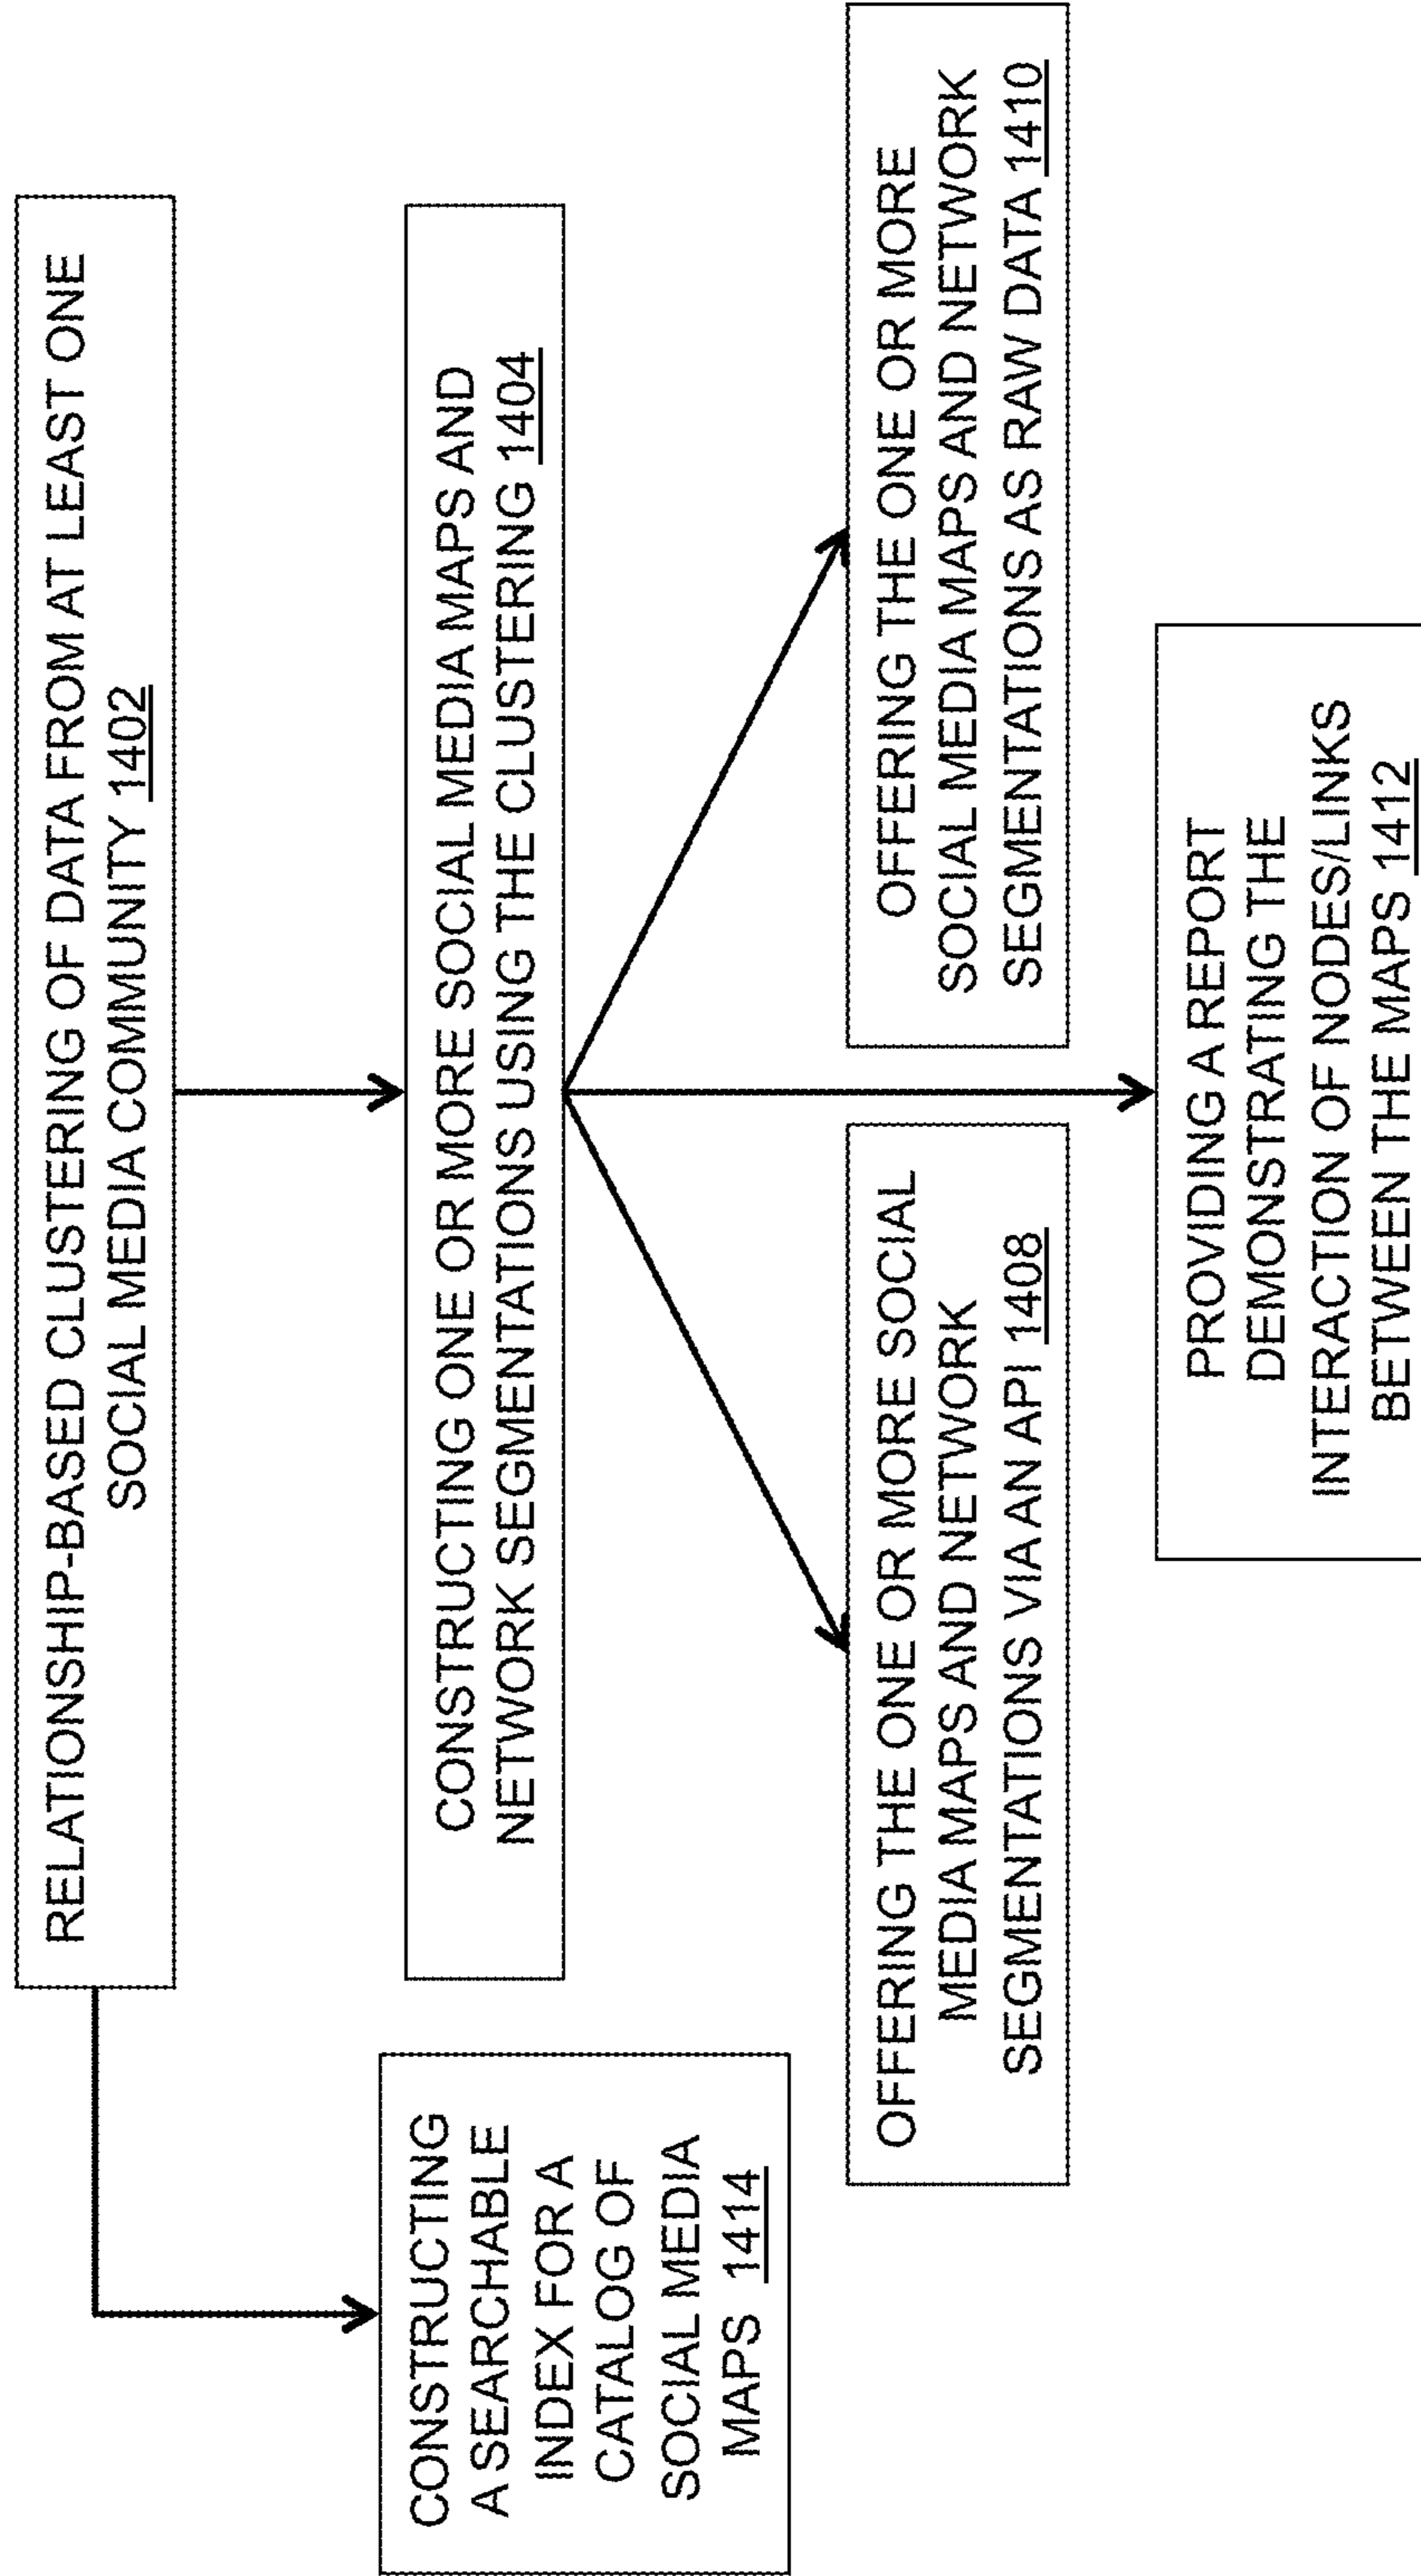 RELATIONSHIP-BASED CLUSTERING OF DATA FROM AT LEAST ONE
SOCIAL MEDIA COMMUNITY 1402
CONSTRUCTING
A SEARCHABLE
INDEX FOR A
CATALOG OF
SOCIAL MEDIA
MAPS 1414
CONSTRUCTING ONE OR MORE SOCIAL MEDIA MAPS AND
NETWORK SEGMENTATIONS USING THE CLUSTERING 1404
OFFERING THE ONE OR MORE SOCIAL
MEDIA MAPS AND NETWORK
SEGMENTATIONS VIA AN API 1408
OFFERING THE ONE OR MORE
SOCIAL MEDIA MAPS AND NETWORK
SEGMENTATIONS AS RAW DATA 1410
PROVIDING A REPORT
DEMONSTRATING THE
INTERACTION OF NODES/LINKS
BETWEEN THE MAPS 1412